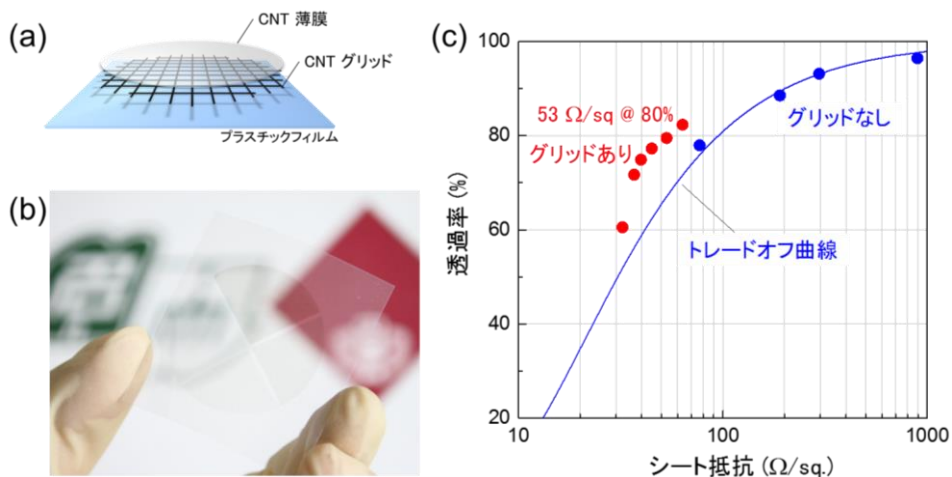 (a)
CNT 薄膜
CNT グリッド
プラスチックフィルム
(b)
(c)
100
80
60
40
20
透過率 (%)
53 Ω/sq @ 80%
グリッドあり
グリッドなし
トレードオフ曲線
10
100
1000
シート抵抗 (Ω/sq.)